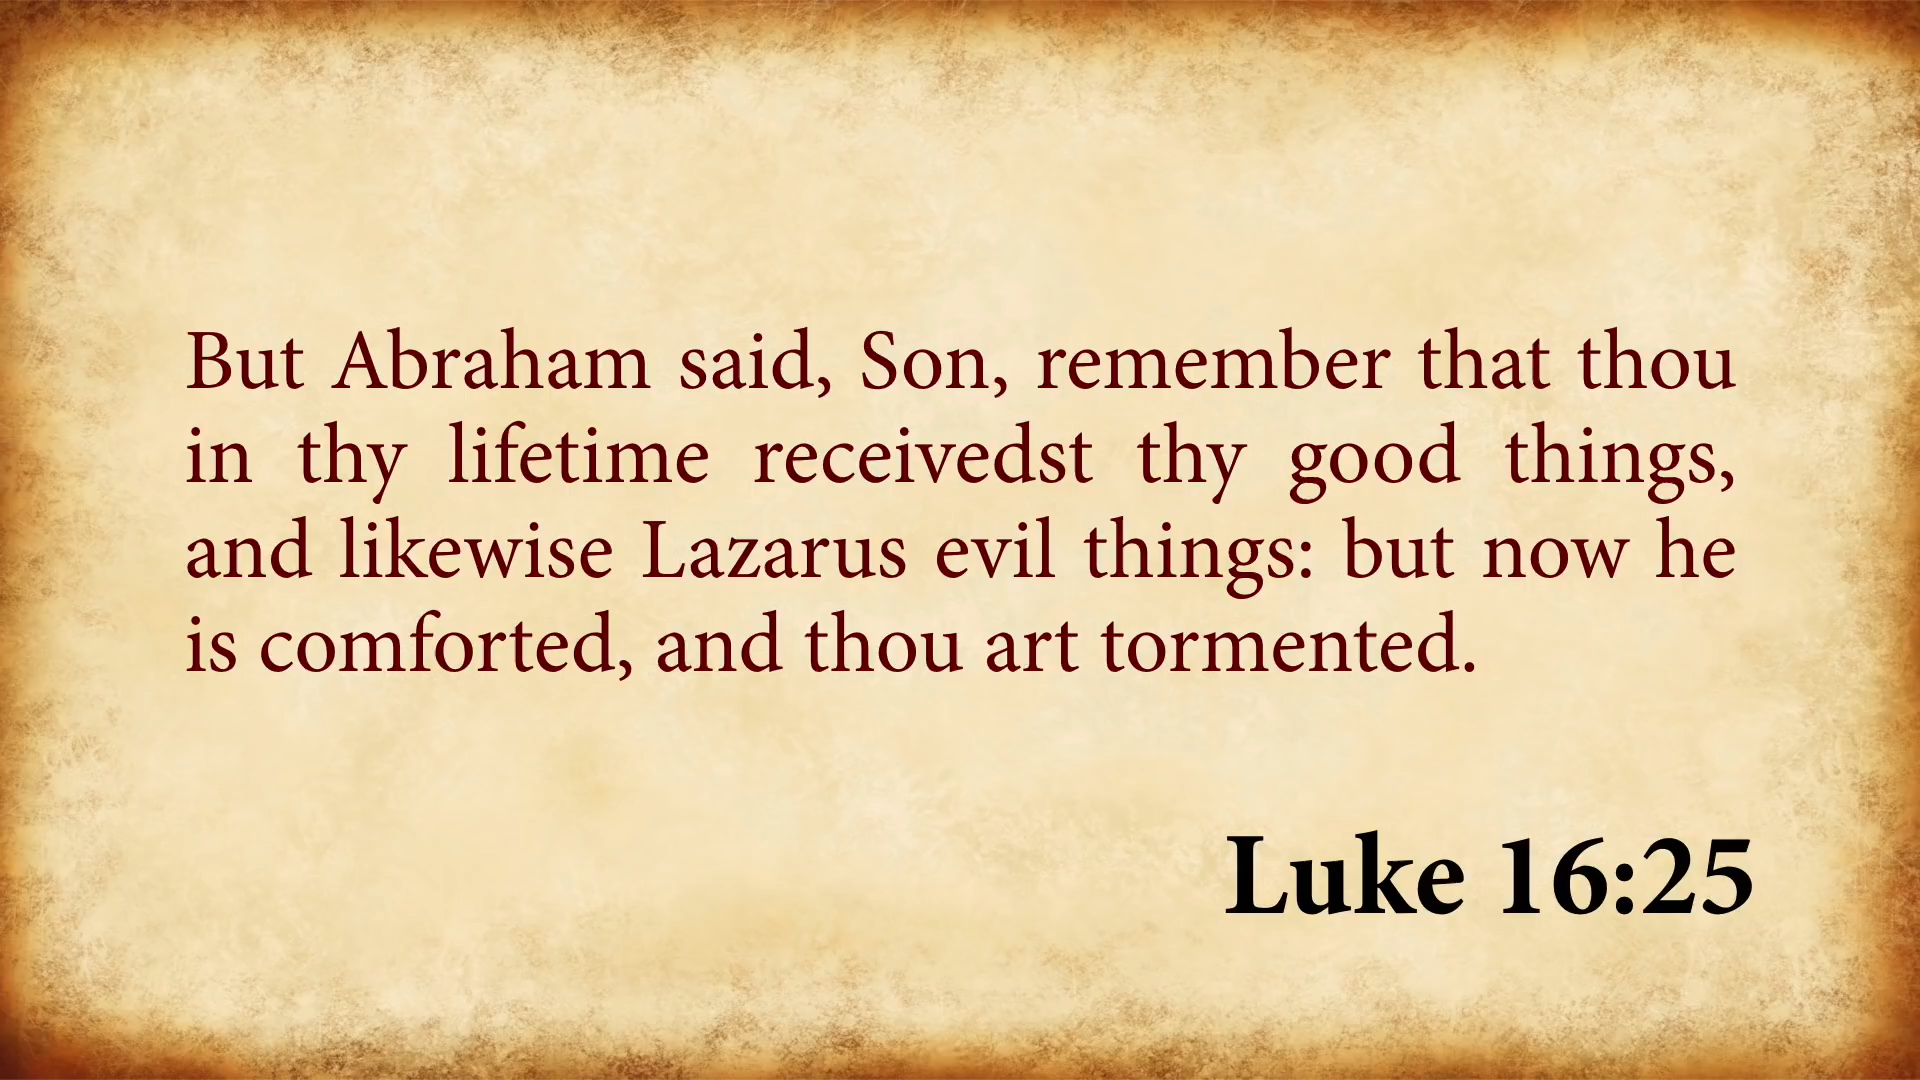 But Abraham said, Son, remember that thou
in thy lifetime receivedst thy good things,
and likewise Lazarus evil things: but now he
is comforted, and thou art tormented.
Luke 16:25